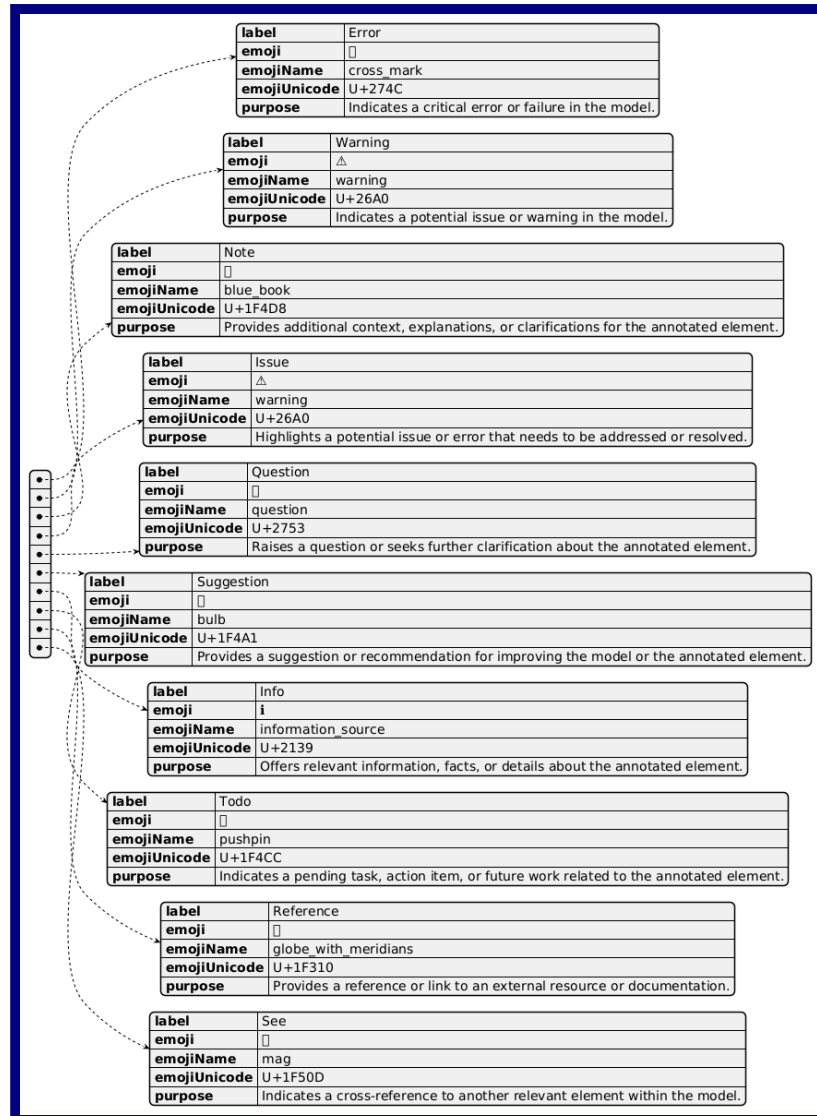 label Error
emoji
emojiName cross_mark
emojiUnicode U+274C
purpose Indicates a critical error or failure in the model.
label Warning
emoji ⚠
emojiName warning
emojiUnicode U+26A0
purpose Indicates a potential issue or warning in the model.
label Note
emoji
emojiName blue_book
emojiUnicode U+1F4D8
purpose Provides additional context, explanations, or clarifications for the annotated element.
label Issue
emoji ⚠
emojiName warning
emojiUnicode U+26A0
purpose Highlights a potential issue or error that needs to be addressed or resolved.
label Question
emoji
emojiName question
emojiUnicode U+2753
purpose Raises a question or seeks further clarification about the annotated element.
label Suggestion
emoji
emojiName bulb
emojiUnicode U+1F4A1
purpose Provides a suggestion or recommendation for improving the model or the annotated element.
label Info
emoji ℹ
emojiName information_source
emojiUnicode U+2139
purpose Offers relevant information, facts, or details about the annotated element.
label Todo
emoji
emojiName pushpin
emojiUnicode U+1F4CC
purpose Indicates a pending task, action item, or future work related to the annotated element.
label Reference
emoji
emojiName globe_with_meridians
emojiUnicode U+1F310
purpose Provides a reference or link to an external resource or documentation.
label See
emoji
emojiName mag
emojiUnicode U+1F50D
purpose Indicates a cross-reference to another relevant element within the model.